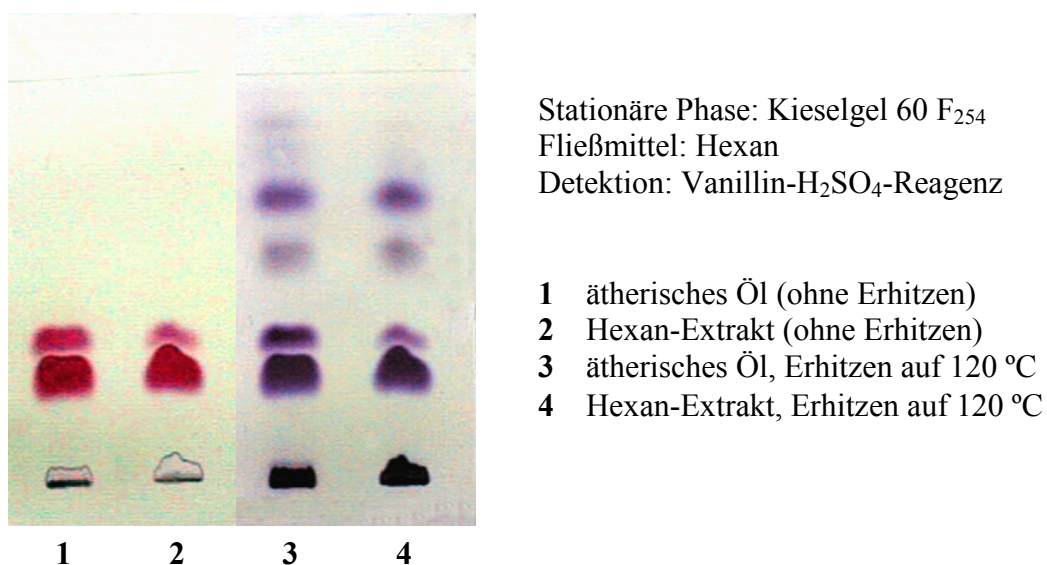 Stationäre Phase: Kieselgel 60 F₂₅₄
Fließmittel: Hexan
Detektion: Vanillin-H₂SO₄-Reagenz
1 ätherisches Öl (ohne Erhitzen)
2 Hexan-Extrakt (ohne Erhitzen)
3 ätherisches Öl, Erhitzen auf 120 ºC
4 Hexan-Extrakt, Erhitzen auf 120 ºC
1 2 3 4